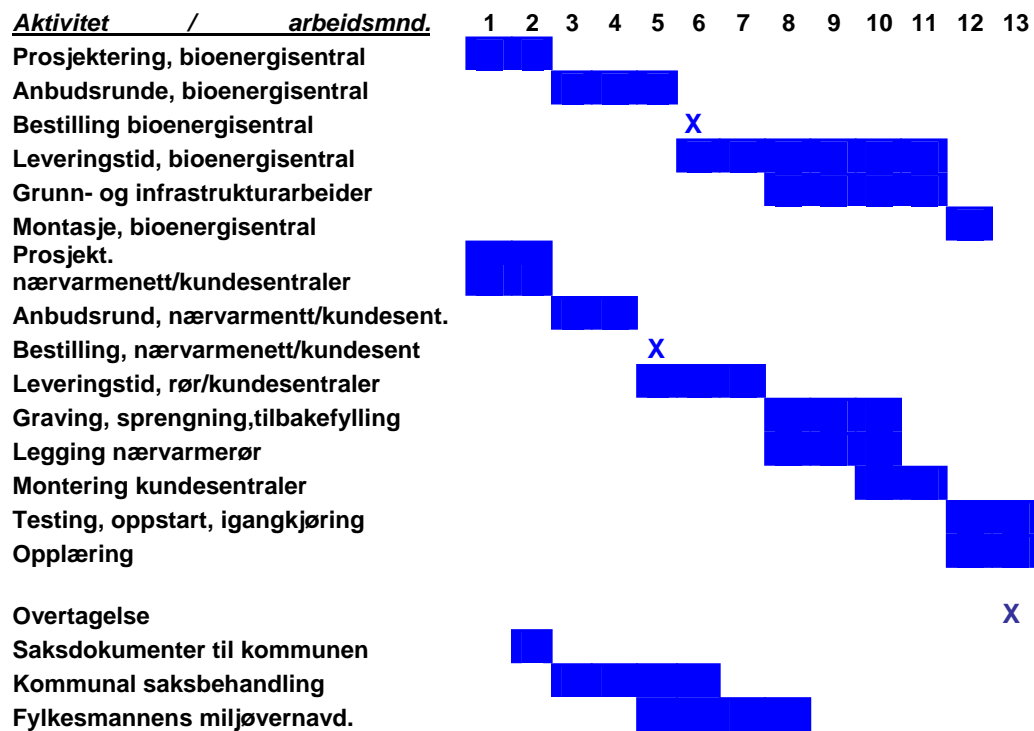 Aktivitet / arbeidsmnd. 1 2 3 4 5 6 7 8 9 10 11 12 13
Prosjektering, bioenergisentral
Anbudsrunde, bioenergisentral
Bestilling bioenergisentral X
Leveringstid, bioenergisentral
Grunn- og infrastrukturarbeider
Montasje, bioenergisentral
Prosjekt.
nærvarmenett/kundesentraler
Anbudsrund, nærvarmentt/kundesent.
Bestilling, nærvarmenett/kundesent X
Leveringstid, rør/kundesentraler
Graving, sprengning,tilbakefylling
Legging nærvarmerør
Montering kundesentraler
Testing, oppstart, igangkjøring
Opplæring
Overtagelse X
Saksdokumenter til kommunen
Kommunal saksbehandling
Fylkesmannens miljøvernavd.